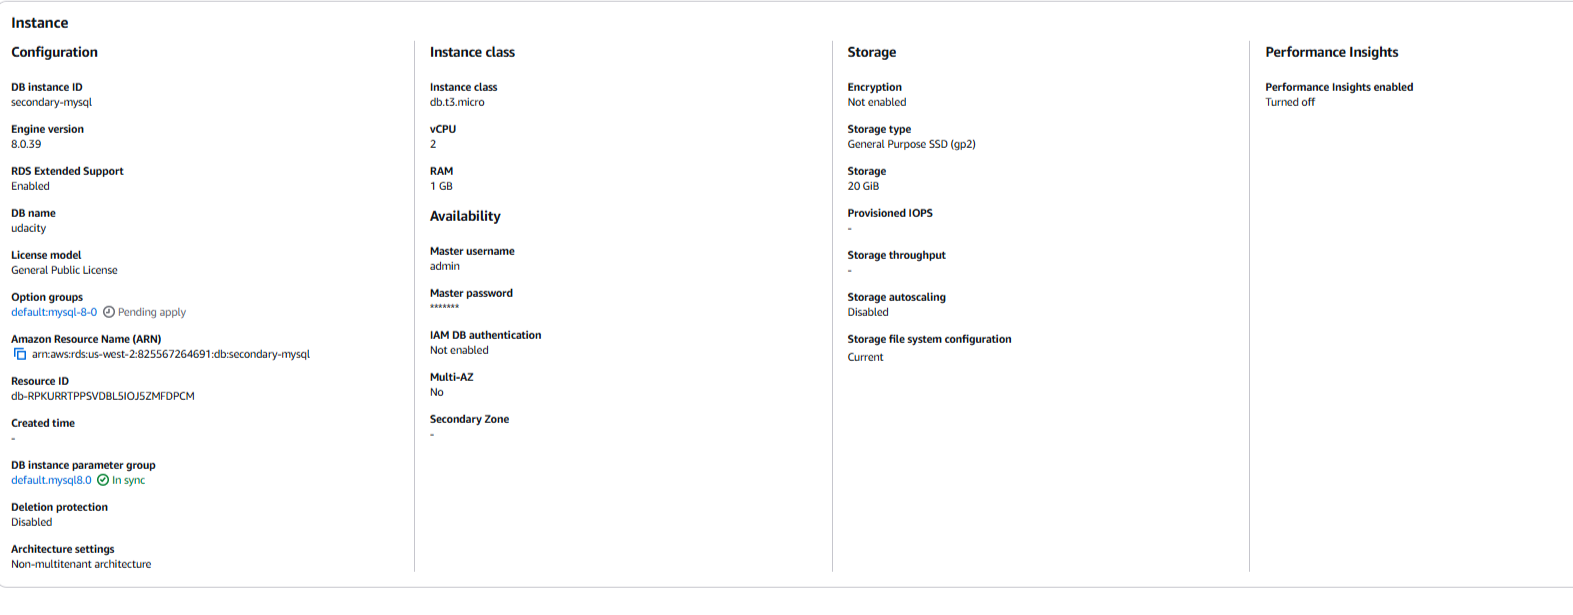 Instance
Configuration
DB instance ID
secondary-mysql
Engine version
8.0.39
RDS Extended Support
Enabled
DB name
udacity
License model
General Public License
Option groups
default:mysql-8-0 Pending apply
Amazon Resource Name (ARN)
arn:aws:rds:us-west-2:825567264691:db:secondary-mysql
Resource ID
db-RPKURRTPPSVDBL5IOJ5ZMFDPCM
Created time
-
DB instance parameter group
default.mysql8.0 In sync
Deletion protection
Disabled
Architecture settings
Non-multitenant architecture
Instance class
Instance class
db.t3.micro
vCPU
2
RAM
1 GB
Availability
Master username
admin
Master password
*******
IAM DB authentication
Not enabled
Multi-AZ
No
Secondary Zone
-
Storage
Encryption
Not enabled
Storage type
General Purpose SSD (gp2)
Storage
20 GiB
Provisioned IOPS
-
Storage throughput
-
Storage autoscaling
Disabled
Storage file system configuration
Current
Performance Insights
Performance Insights enabled
Turned off